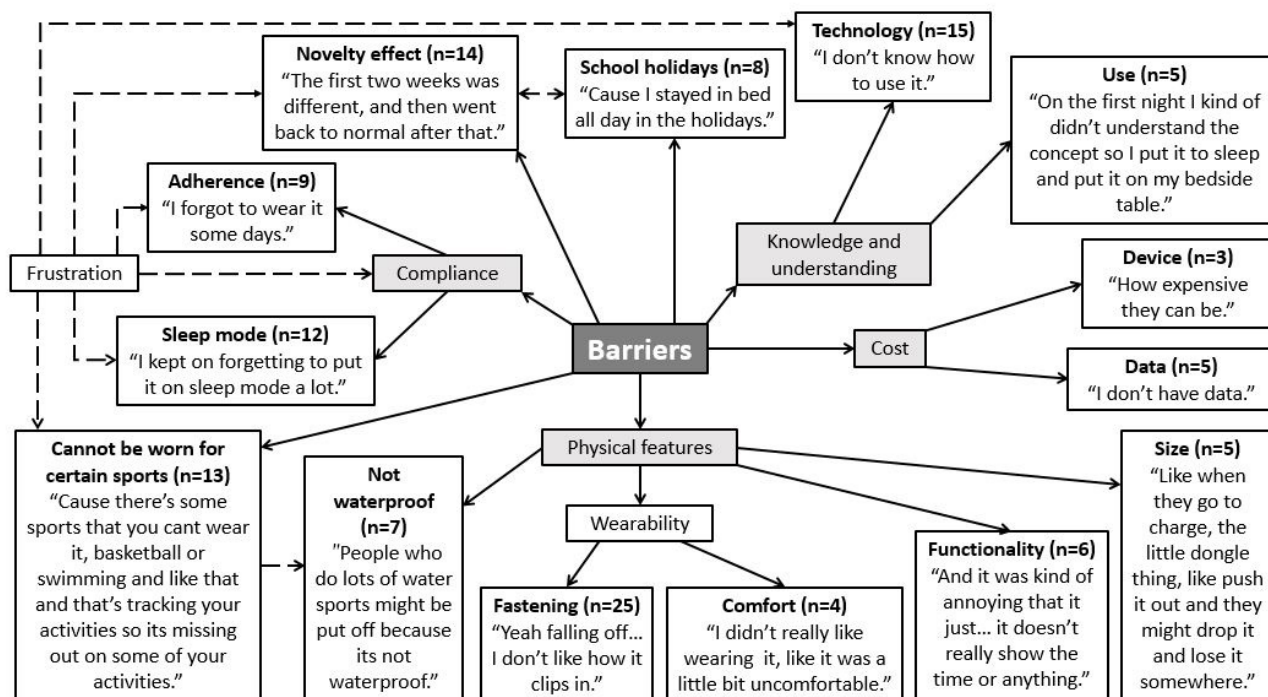 Technology (n=15)
“I don’t know how
to use it.”
Novelty effect (n=14)
“The first two weeks was
different, and then went
back to normal after that.”
School holidays (n=8)
“Cause I stayed in bed
all day in the holidays.”
Use (n=5)
“On the first night I kind of
didn’t understand the
concept so I put it to sleep
and put it on my bedside
table.”
Adherence (n=9)
“I forgot to wear it
some days.”
Frustration
Compliance
Knowledge and
understanding
Device (n=3)
“How expensive
they can be.”
Sleep mode (n=12)
“I kept on forgetting to put
it on sleep mode a lot.”
Barriers
Cost
Data (n=5)
“I don’t have data.”
Cannot be worn for
certain sports (n=13)
“Cause there’s some
sports that you cant wear
it, basketball or
swimming and like that
and that’s tracking your
activities so its missing
out on some of your
activities.”
Not
waterproof
(n=7)
"People who
do lots of water
sports might be
put off because
its not
waterproof.”
Physical features
Wearability
Fastening (n=25)
“Yeah falling off…
I don’t like how it
clips in.”
Comfort (n=4)
“I didn’t really like
wearing it, like it was a
little bit uncomfortable.”
Functionality (n=6)
“And it was kind of
annoying that it
just… it doesn’t
really show the
time or anything.”
Size (n=5)
“Like when
they go to
charge, the
little dongle
thing, like push
it out and they
might drop it
and lose it
somewhere.”